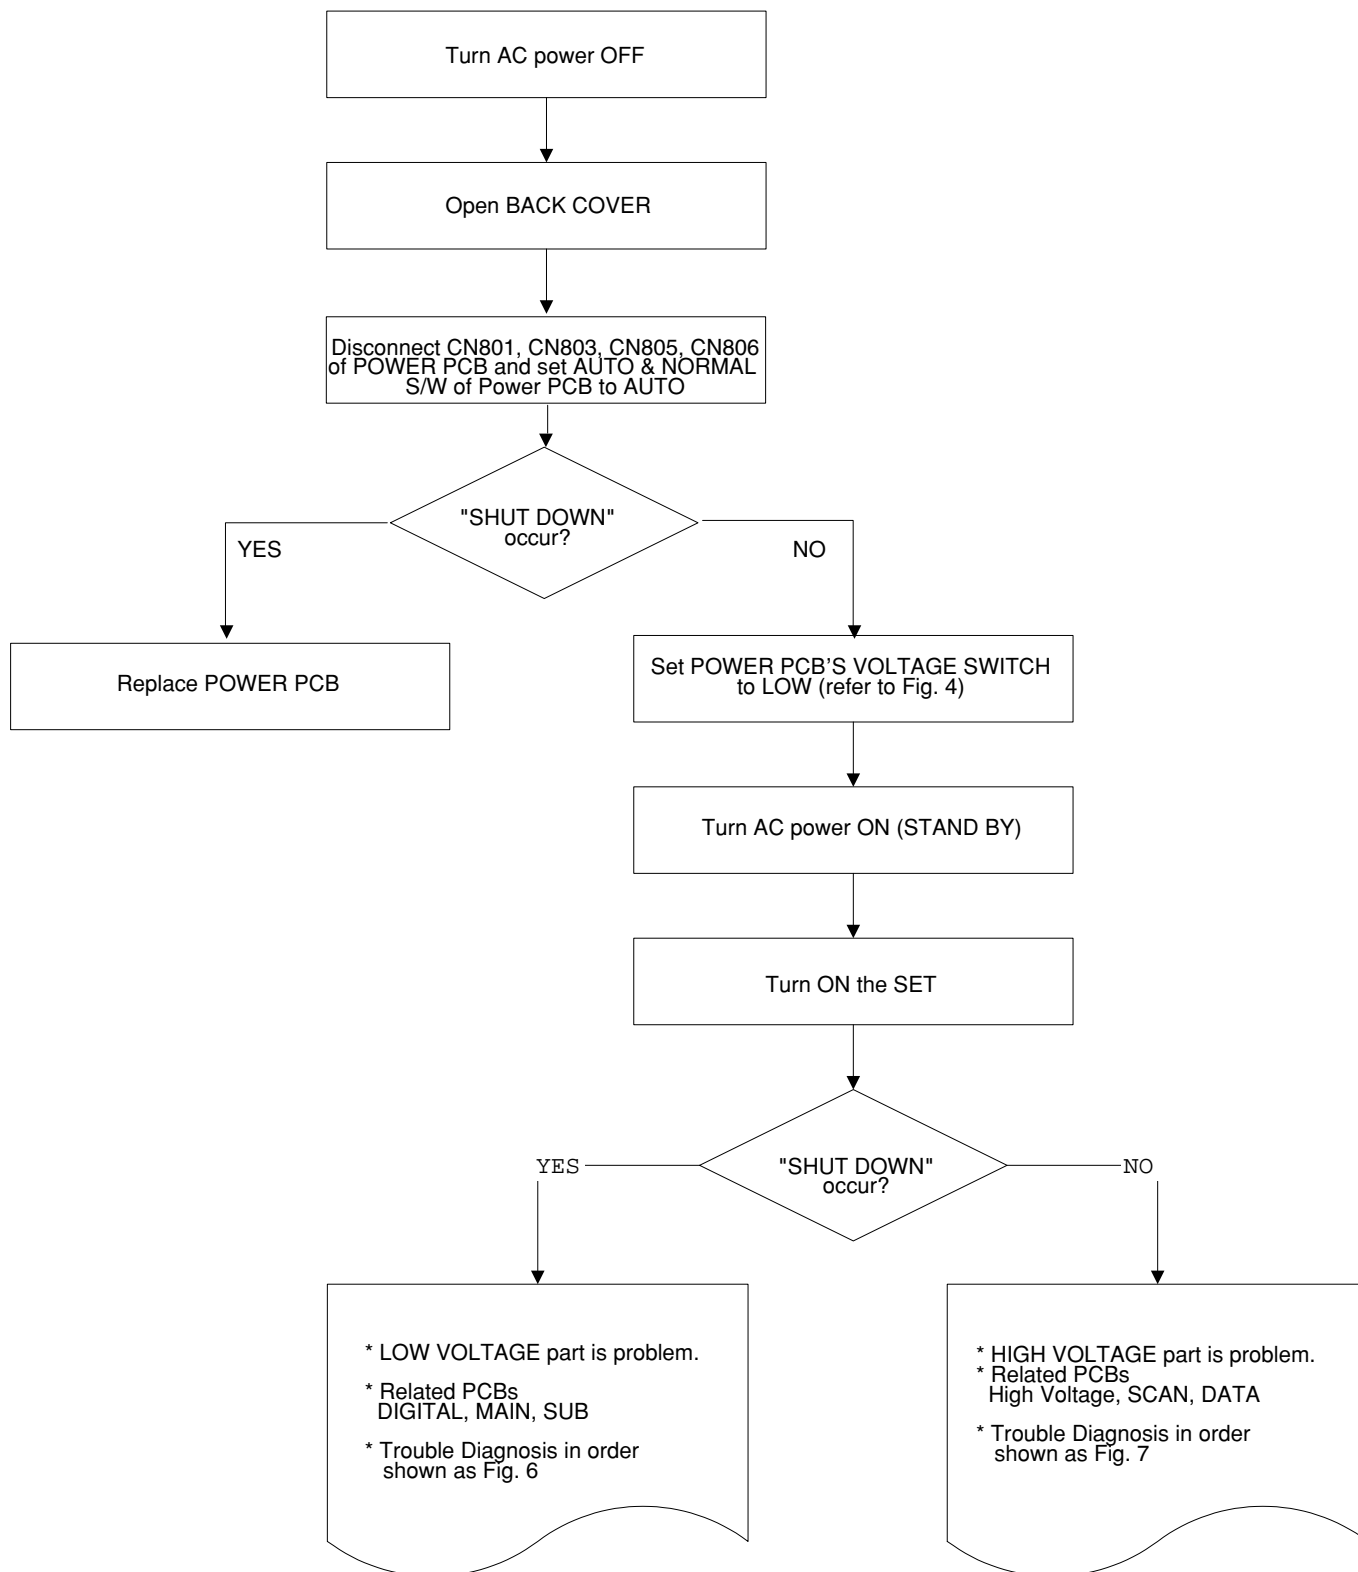 Turn AC power OFF
Open BACK COVER
Disconnect CN801, CN803, CN805, CN806
of POWER PCB and set AUTO & NORMAL
S/W of Power PCB to AUTO
"SHUT DOWN"
occur?
YES
NO
Replace POWER PCB
Set POWER PCB'S VOLTAGE SWITCH
to LOW (refer to Fig. 4)
Turn AC power ON (STAND BY)
Turn ON the SET
"SHUT DOWN"
occur?
YES
NO
* LOW VOLTAGE part is problem.
* Related PCBs
DIGITAL, MAIN, SUB
* Trouble Diagnosis in order
shown as Fig. 6
* HIGH VOLTAGE part is problem.
* Related PCBs
High Voltage, SCAN, DATA
* Trouble Diagnosis in order
shown as Fig. 7